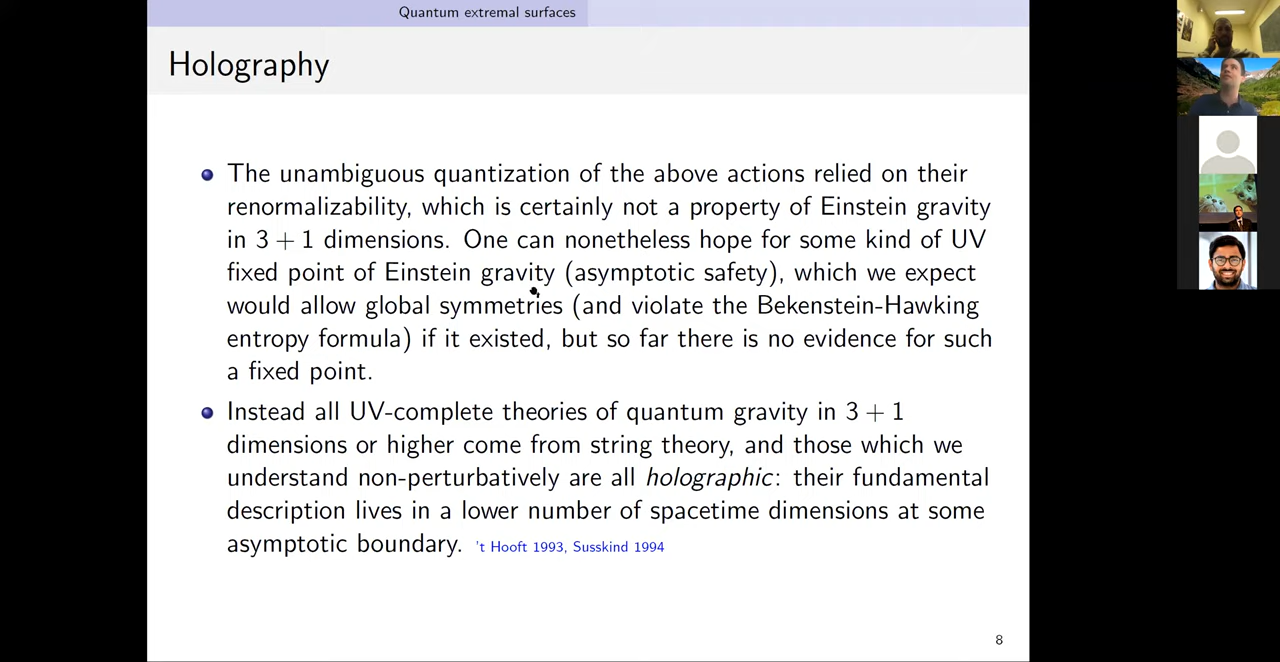 Quantum extremal surfaces
Holography
The unambiguous quantization of the above actions relied on their
renormalizability, which is certainly not a property of Einstein gravity
in 3 + 1 dimensions. One can nonetheless hope for some kind of UV
fixed point of Einstein gravity (asymptotic safety), which we expect
would allow global symmetries (and violate the Bekenstein-Hawking
entropy formula) if it existed, but so far there is no evidence for such
a fixed point.
Instead all UV-complete theories of quantum gravity in 3 + 1
dimensions or higher come from string theory, and those which we
understand non-perturbatively are all holographic: their fundamental
description lives in a lower number of spacetime dimensions at some
asymptotic boundary. 't Hooft 1993, Susskind 1994
8